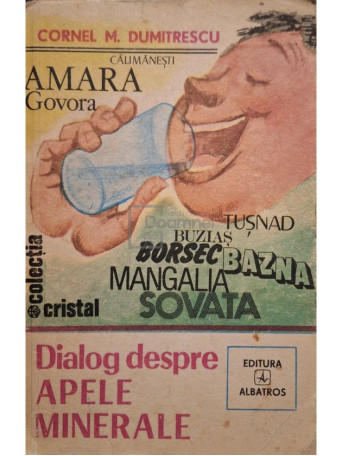 CORNEL M. DUMITRESCU
CĂLIMĂNEȘTI
AMARA
Govora
TUȘNAD
BUZIAȘ
BORSEC
BAZNA
MANGALIA
SOVATA
colecția
cristal
Dialog despre
APELE
MINERALE
EDITURA
ALBATROS